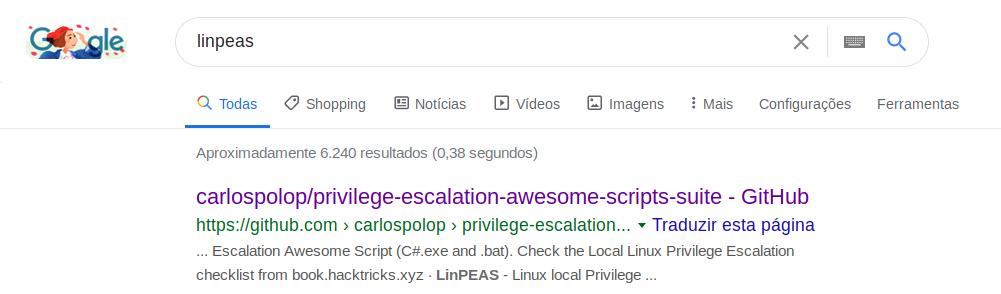 Google
linpeas
Todas Shopping Notícias Vídeos Imagens Mais Configurações Ferramentas
Aproximadamente 6.240 resultados (0,38 segundos)
carlospolop/privilege-escalation-awesome-scripts-suite - GitHub
https://github.com › carlospolop › privilege-escalation... Traduzir esta página
... Escalation Awesome Script (C#.exe and .bat). Check the Local Linux Privilege Escalation
checklist from book.hacktricks.xyz · LinPEAS - Linux local Privilege ...